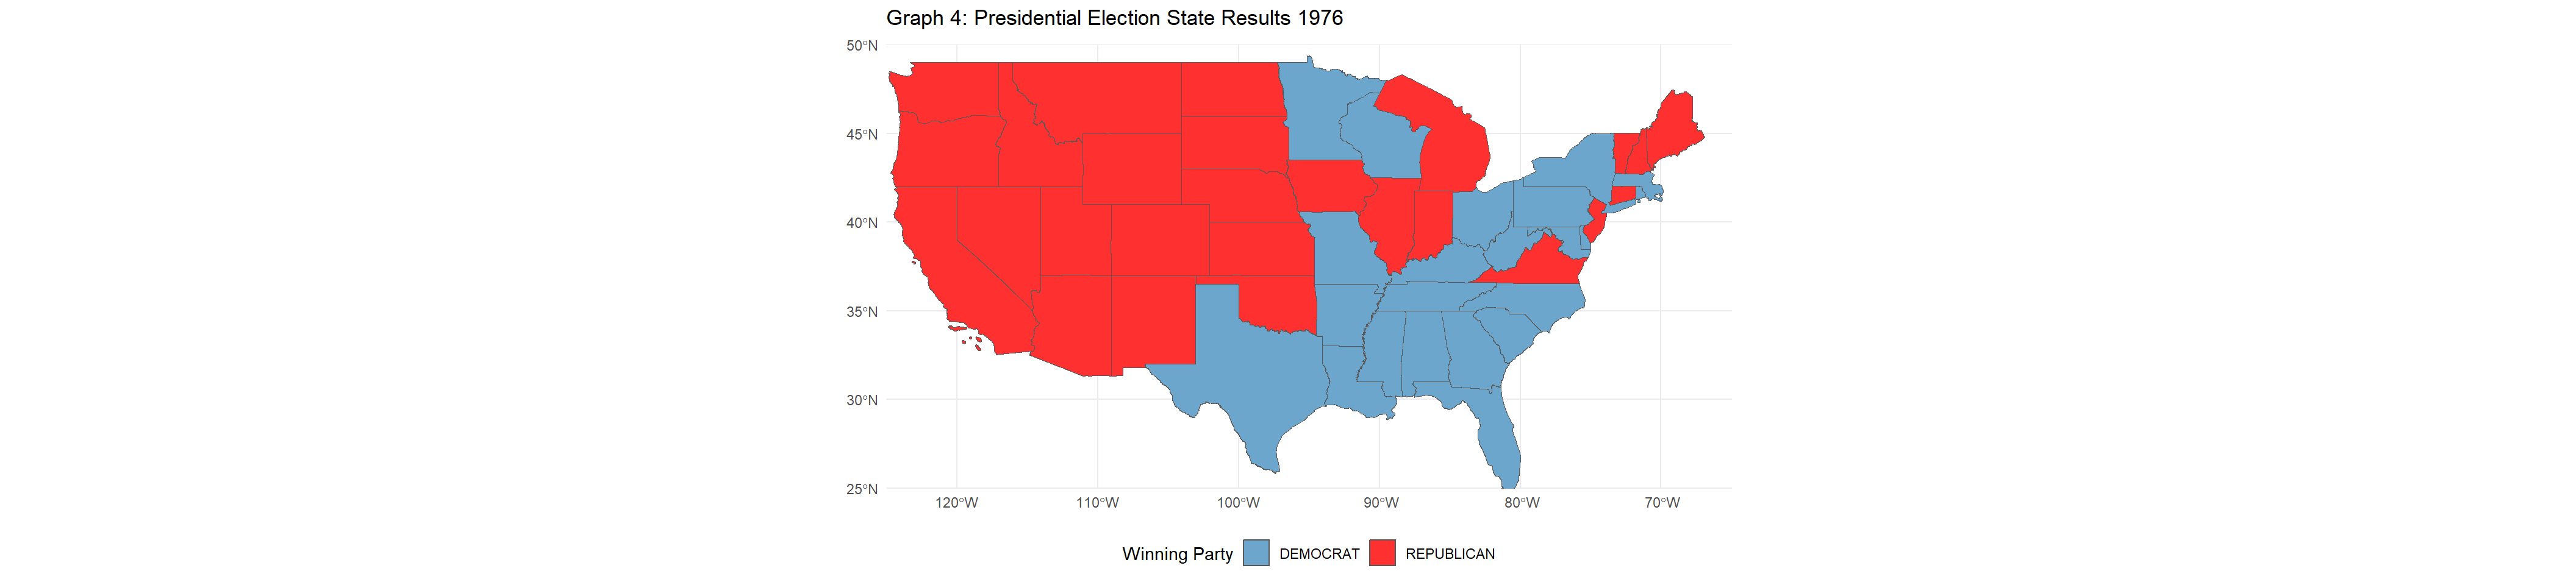 Graph 4: Presidential Election State Results 1976
50°N
45°N
40°N
35°N
30°N
25°N
120°W 110°W 100°W 90°W 80°W 70°W
Winning Party DEMOCRAT REPUBLICAN